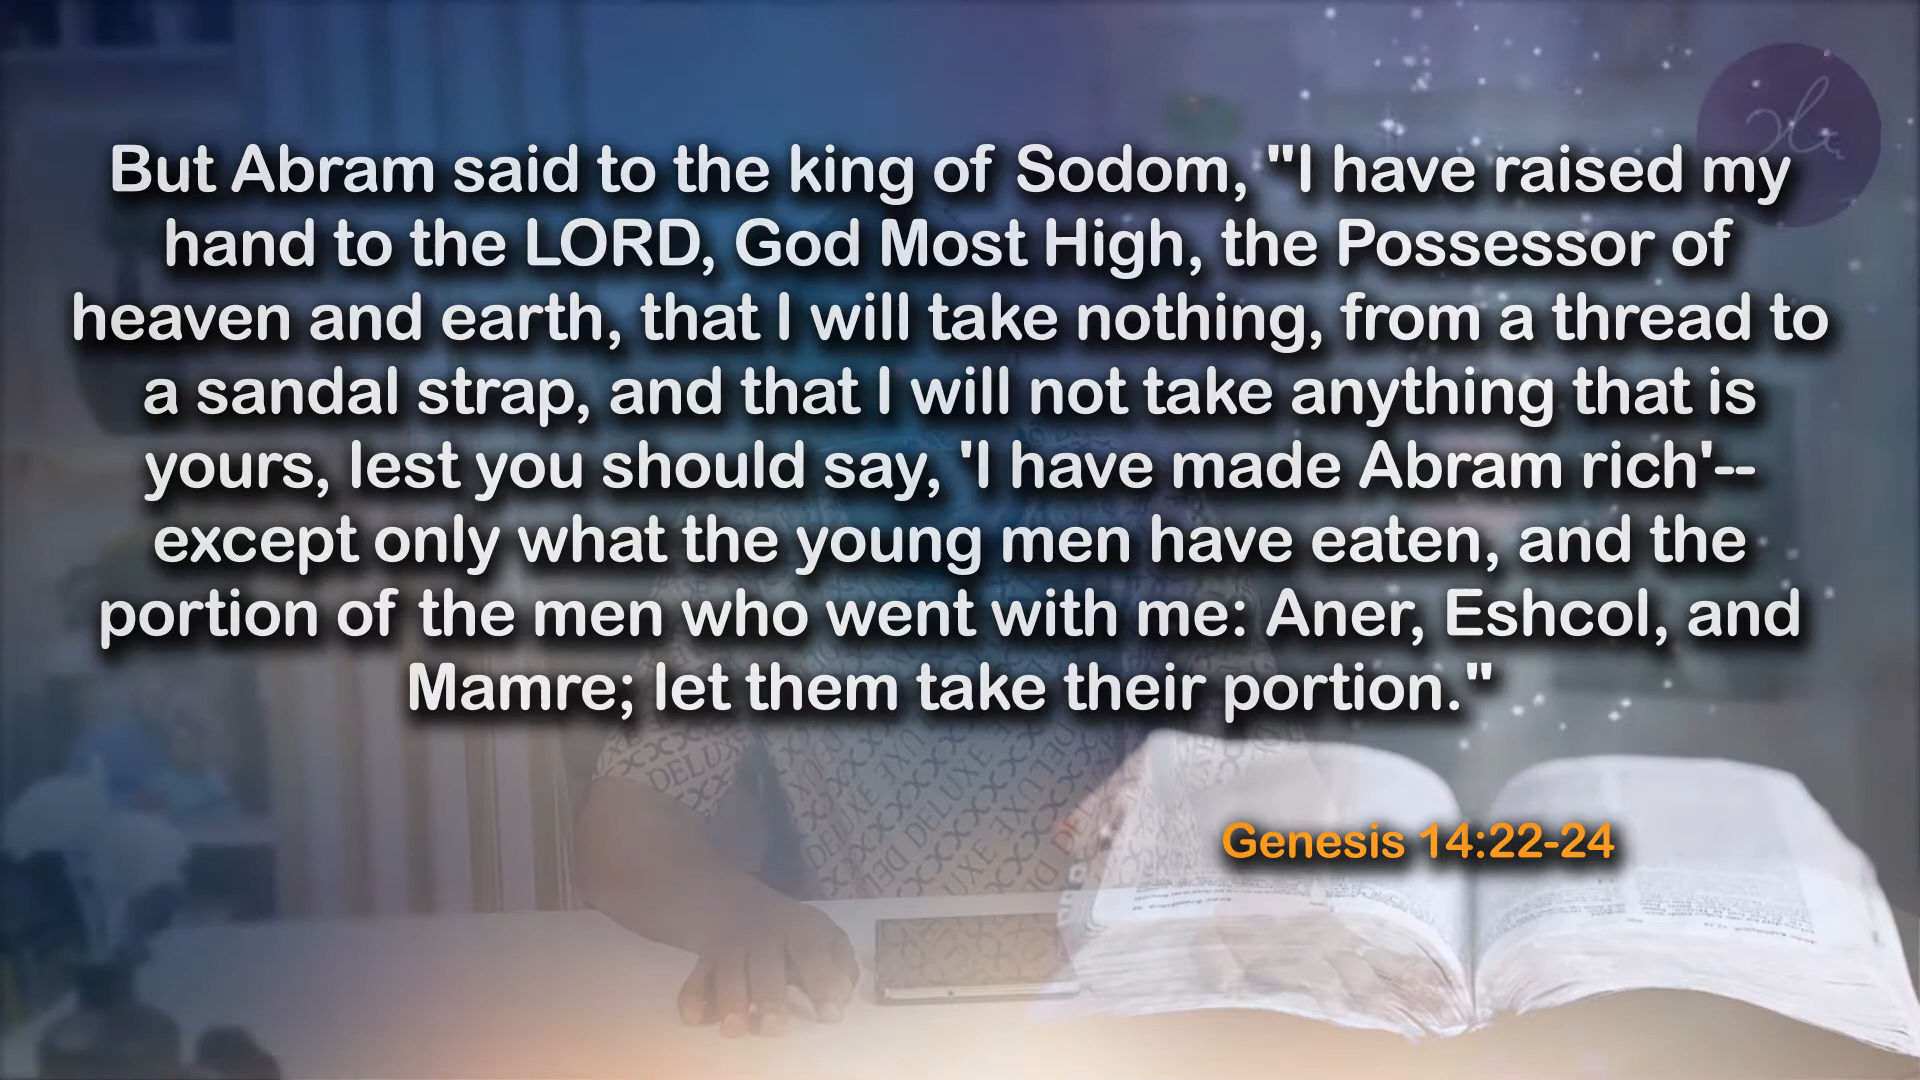 But Abram said to the king of Sodom, "I have raised my
hand to the LORD, God Most High, the Possessor of
heaven and earth, that I will take nothing, from a thread to
a sandal strap, and that I will not take anything that is
yours, lest you should say, 'I have made Abram rich'--
except only what the young men have eaten, and the
portion of the men who went with me: Aner, Eshcol, and
Mamre; let them take their portion."
DELUXE
DELUXE
DELUXE
Genesis 14:22-24